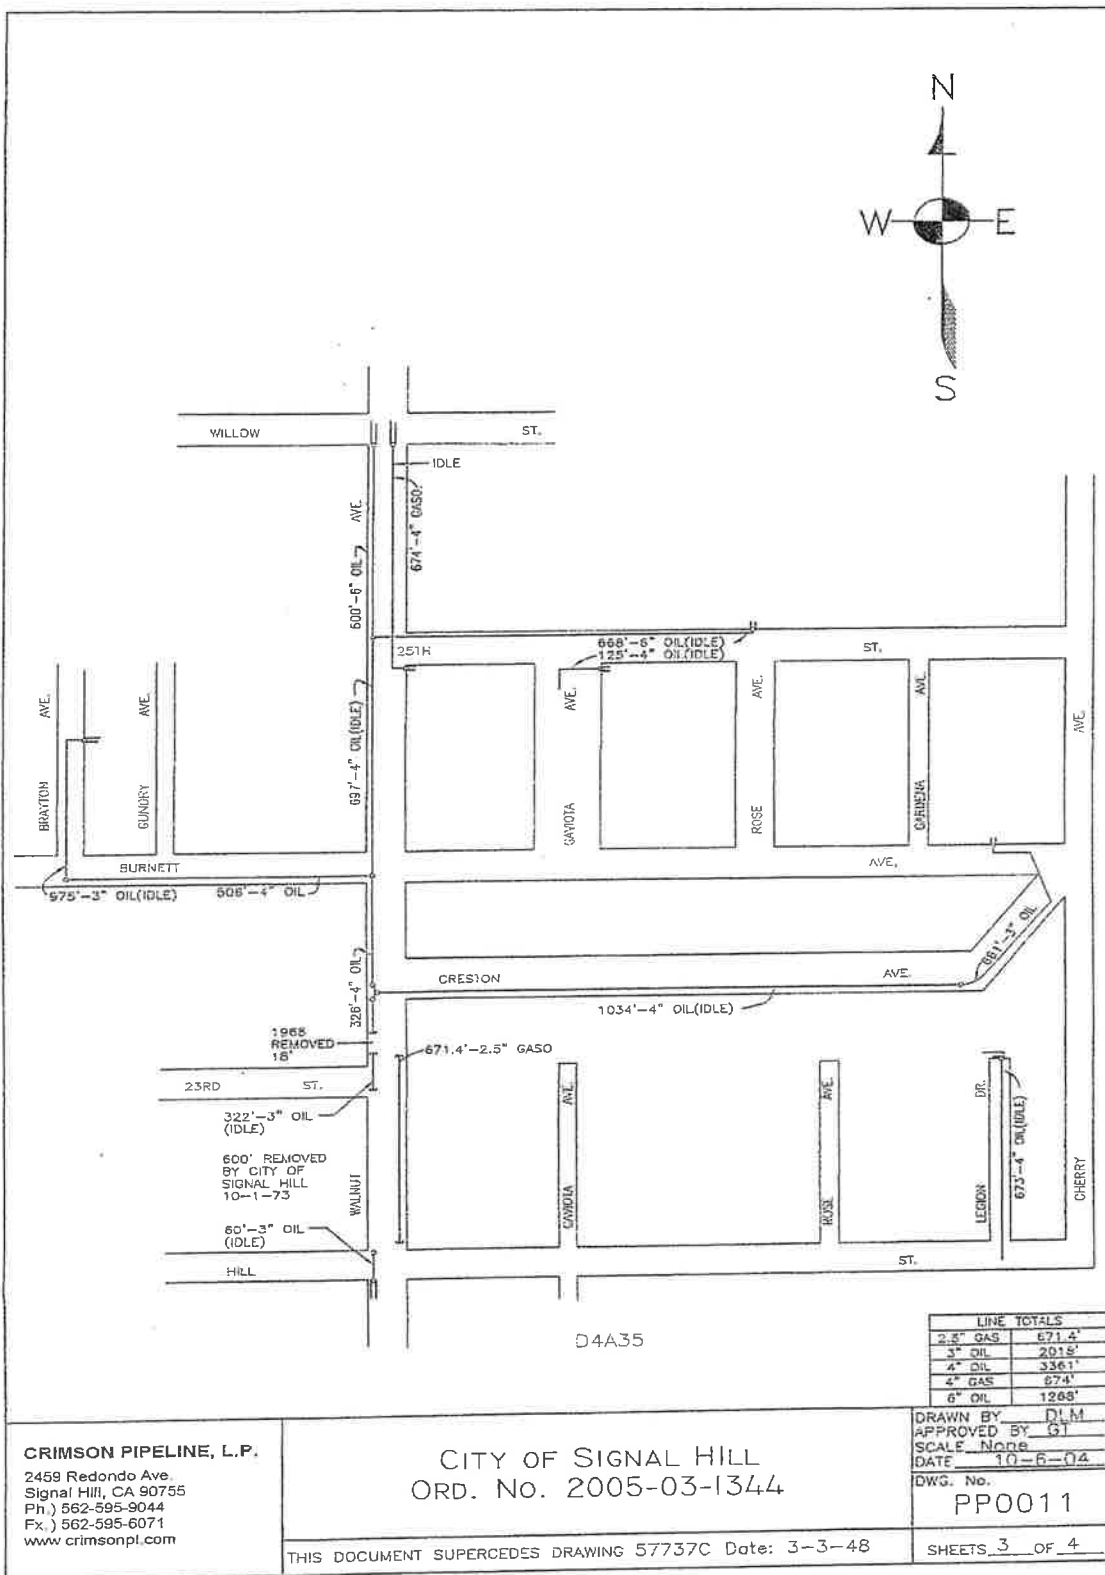 N
W E
S
WILLOW ST.
IDLE
AVE.
600'-6" OIL
674'-4" GASO.
668'-6" OIL(IDLE)
125'-4" OIL(IDLE)
25TH ST.
697'-4" OIL(IDLE)
BRAYTON AVE.
GUNDRY AVE.
GAVIOTA AVE.
ROSE AVE.
GARDENA AVE.
AVE.
BURNETT AVE.
975'-3" OIL(IDLE)
506'-4" OIL
661'-3" OIL
326'-4" OIL
CRESTON AVE.
1034'-4" OIL(IDLE)
1968
REMOVED
18'
671.4'-2.5" GASO
23RD ST.
322'-3" OIL
(IDLE)
600' REMOVED
BY CITY OF
SIGNAL HILL
10-1-73
WALNUT
GAVIOTA AVE.
ROSE AVE.
LEGION DR.
673'-4" OIL(IDLE)
CHERRY
60'-3" OIL
(IDLE)
HILL ST.
D4A35
LINE TOTALS
2.5" GAS 671.4'
3" OIL 2018'
4" OIL 3361'
4" GAS 674'
6" OIL 1268'
CRIMSON PIPELINE, L.P.
2459 Redondo Ave.
Signal Hill, CA 90755
Ph.) 562-595-9044
Fx.) 562-595-6071
www crimsonpl.com
CITY OF SIGNAL HILL
ORD. No. 2005-03-1344
THIS DOCUMENT SUPERCEDES DRAWING 57737C Date: 3-3-48
DRAWN BY DLM
APPROVED BY GT
SCALE None
DATE 10-6-04
DWG. No.
PP0011
SHEETS 3 OF 4